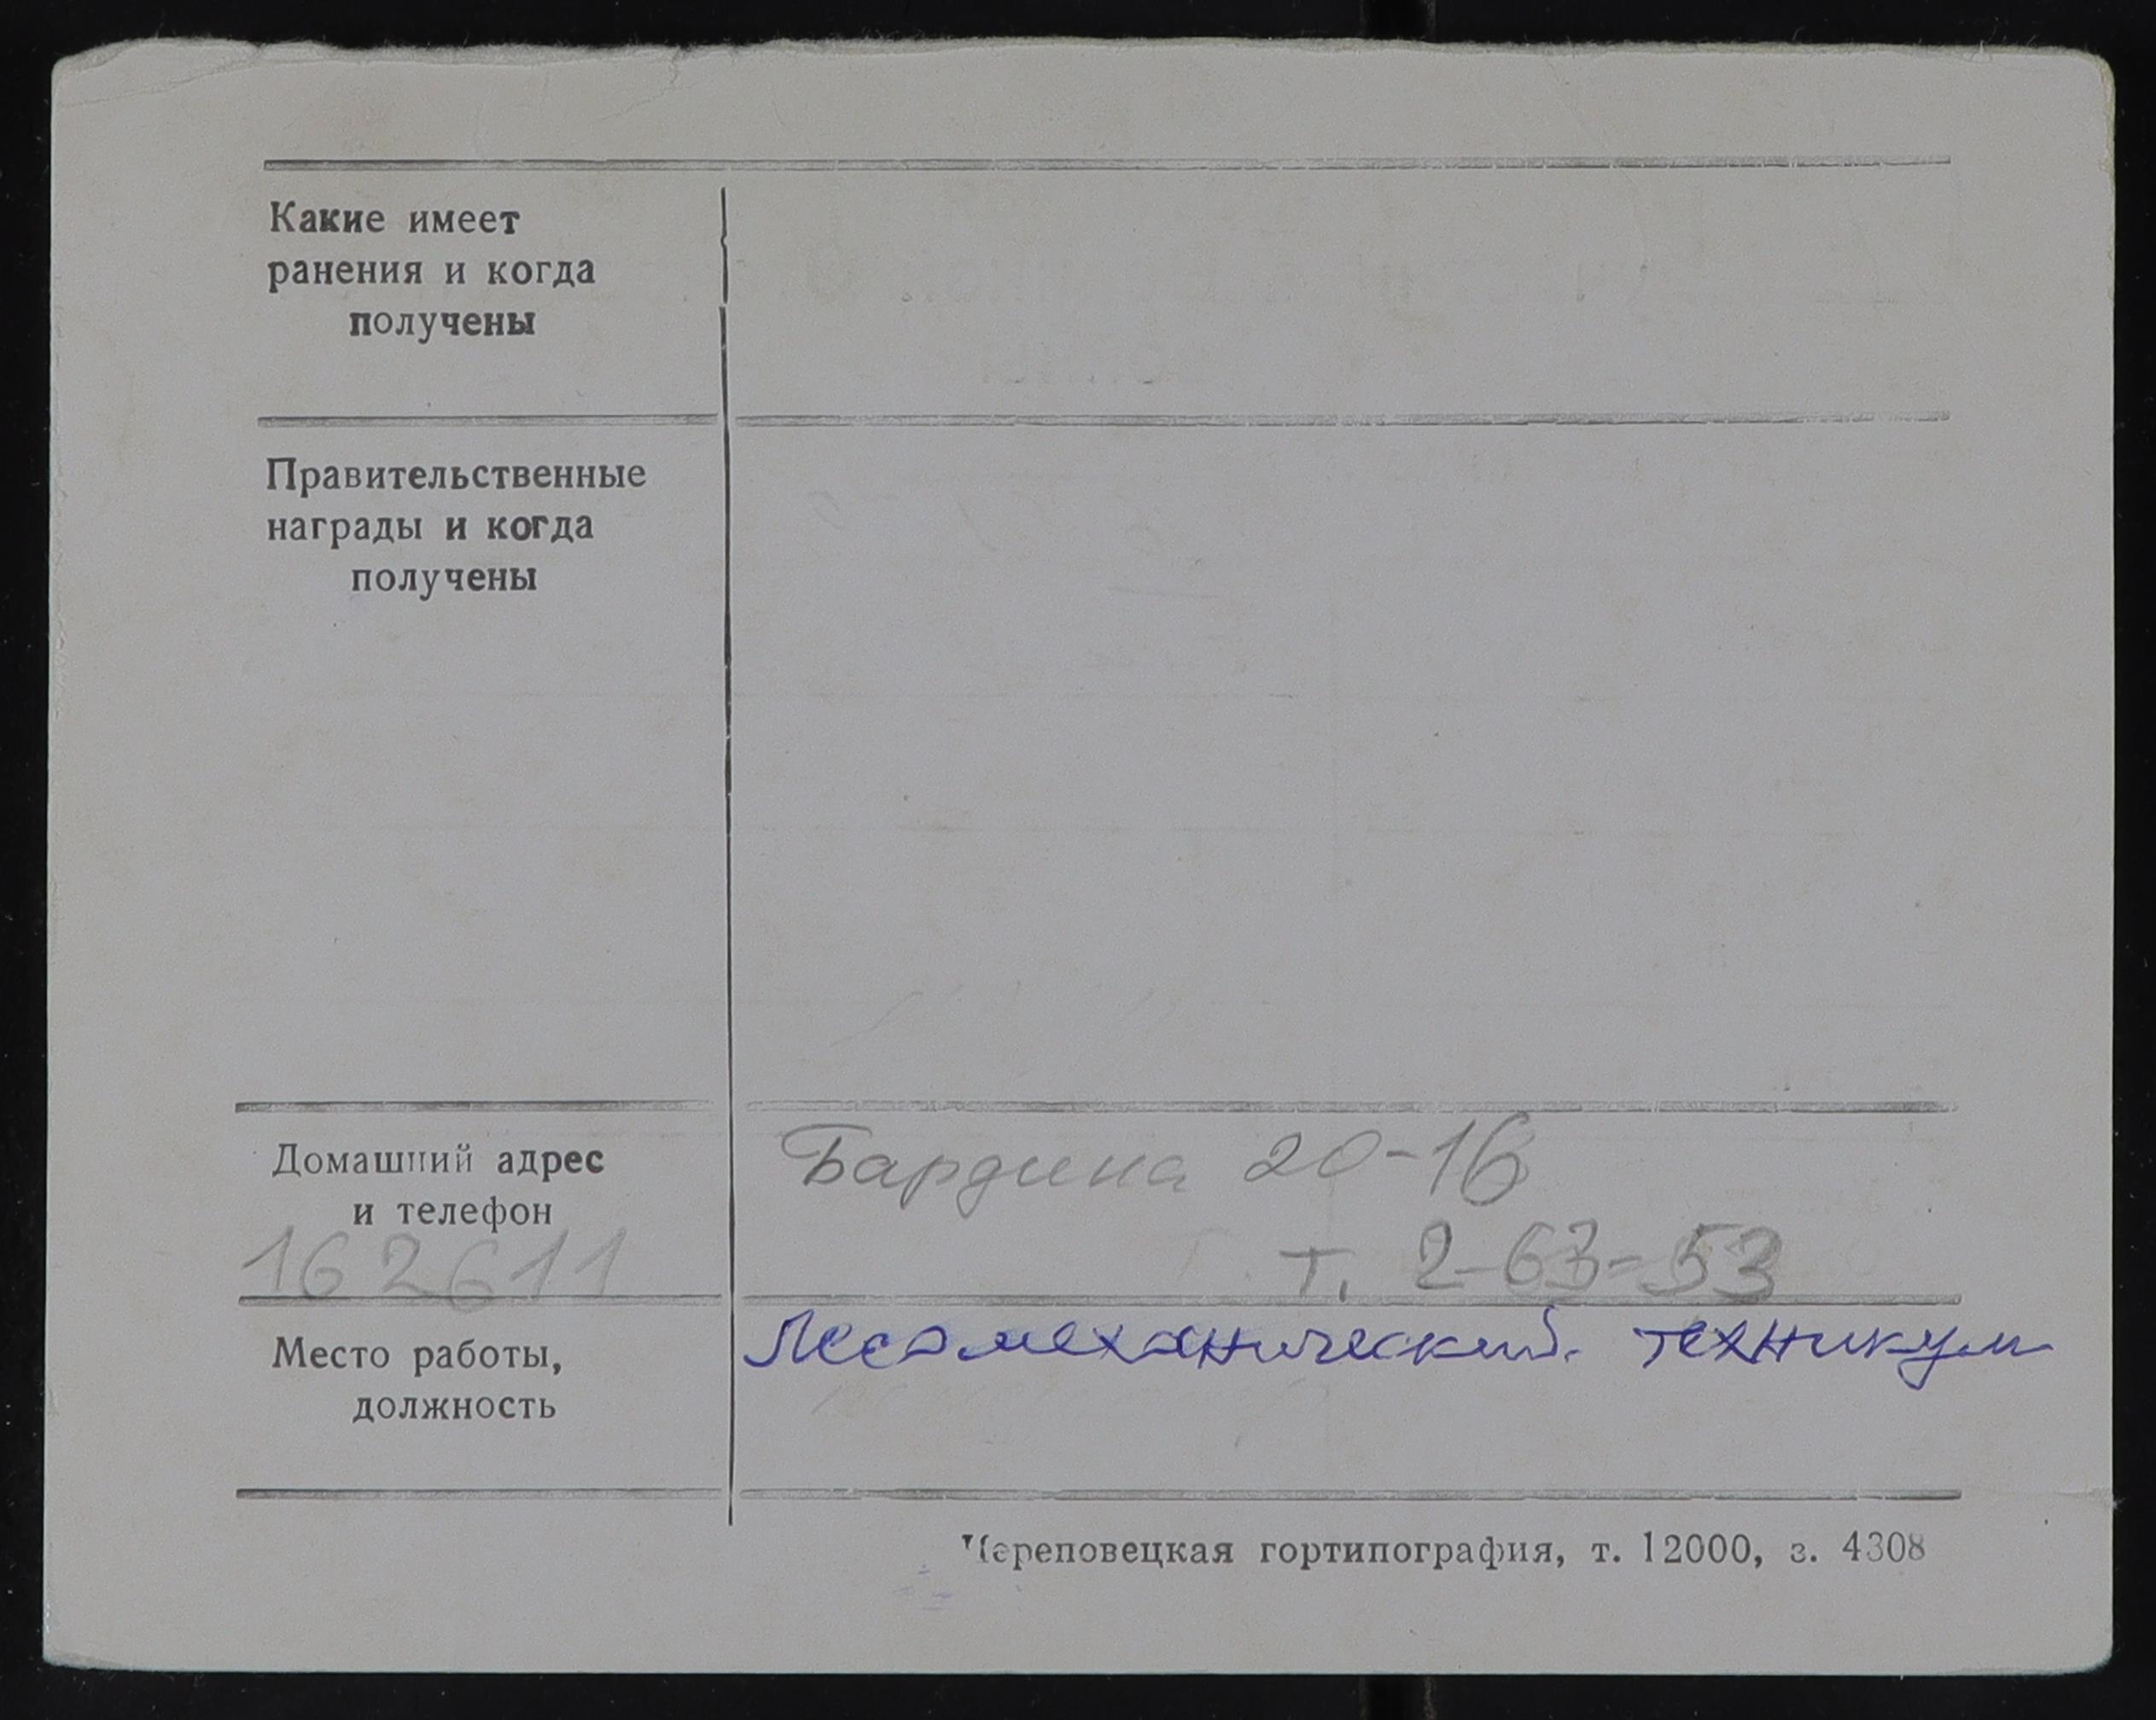 Какие имеет
ранения и когда
получены
Правительственные
награды и когда
получены
Домашний адрес
и телефон
162611
Бардина 20-16
т. 2-63-53
Место работы,
должность
Лесомеханический техникум
Череповецкая гортипография, т. 12000, з. 4308